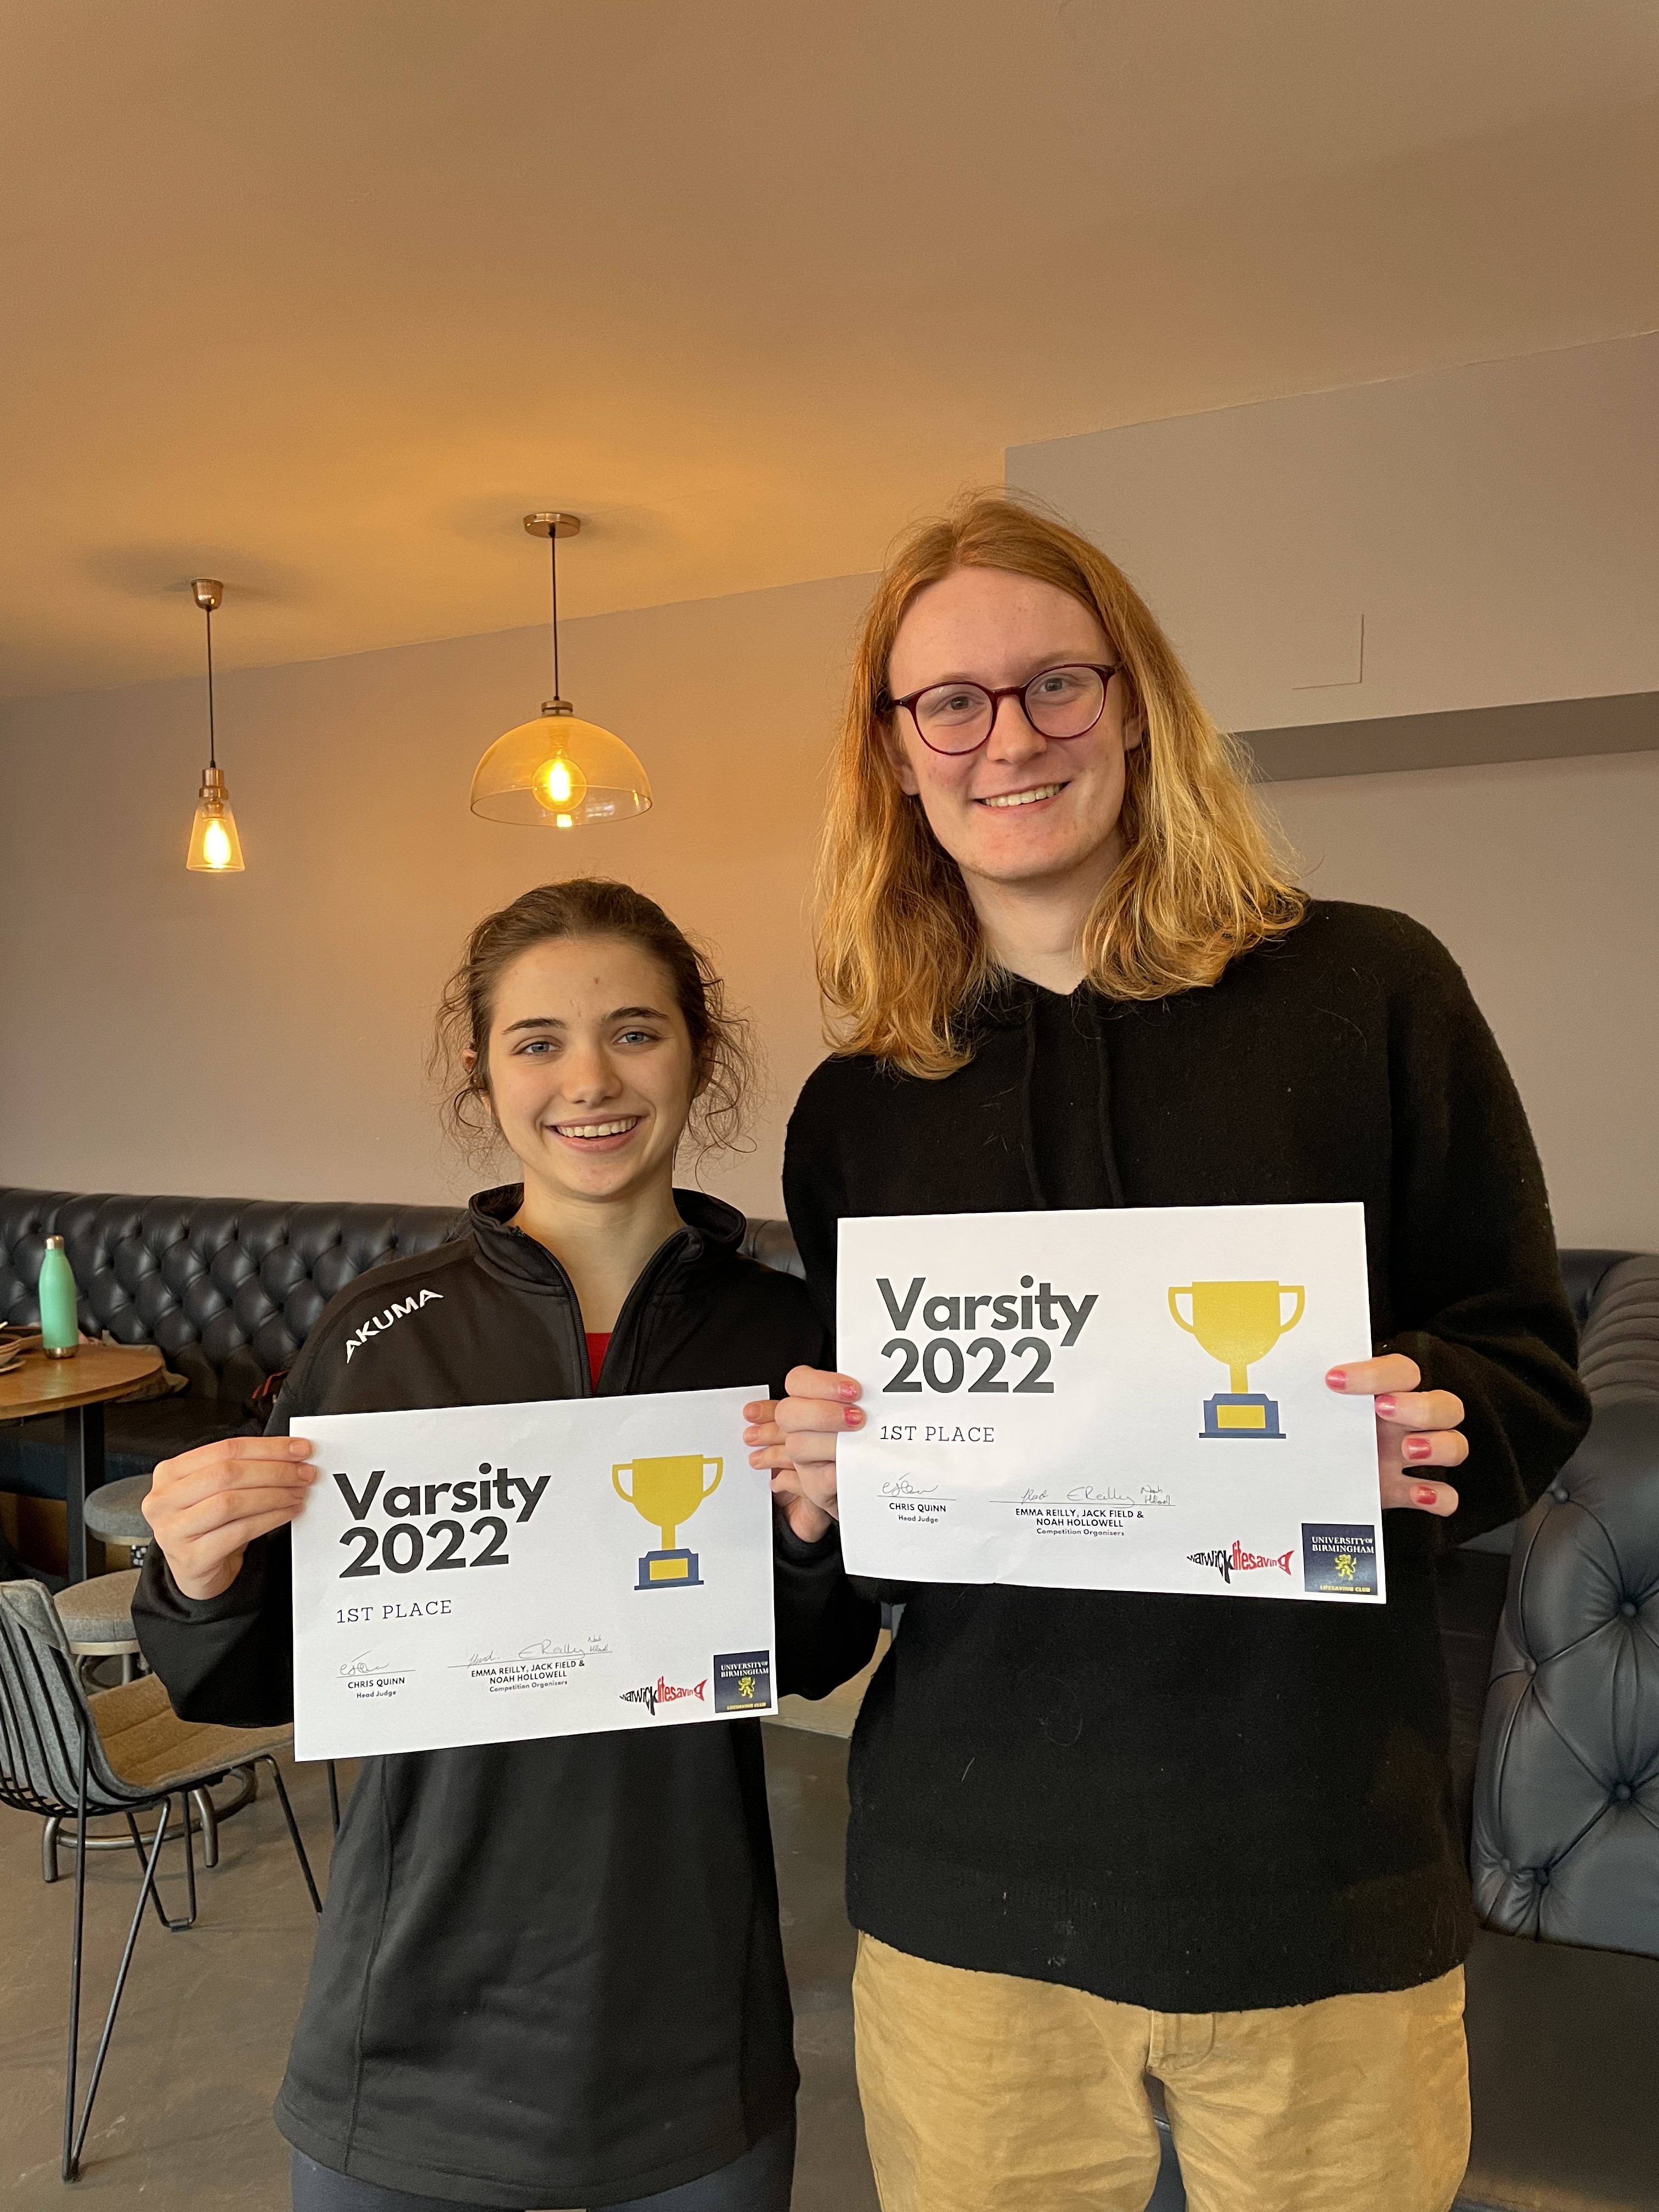 AKUMA
Varsity
2022
1ST PLACE
CHRIS QUINN
Head Judge
EReilly
EMMA REILLY, JACK FIELD &
NOAH HOLLOWELL
Competition Organisers
warwicklifesaving
UNIVERSITY OF
BIRMINGHAM
LIFESAVING CLUB
Varsity
2022
1ST PLACE
CHRIS QUINN
Head Judge
EReilly
EMMA REILLY, JACK FIELD &
NOAH HOLLOWELL
Competition Organisers
warwicklifesaving
UNIVERSITY OF
BIRMINGHAM
LIFESAVING CLUB